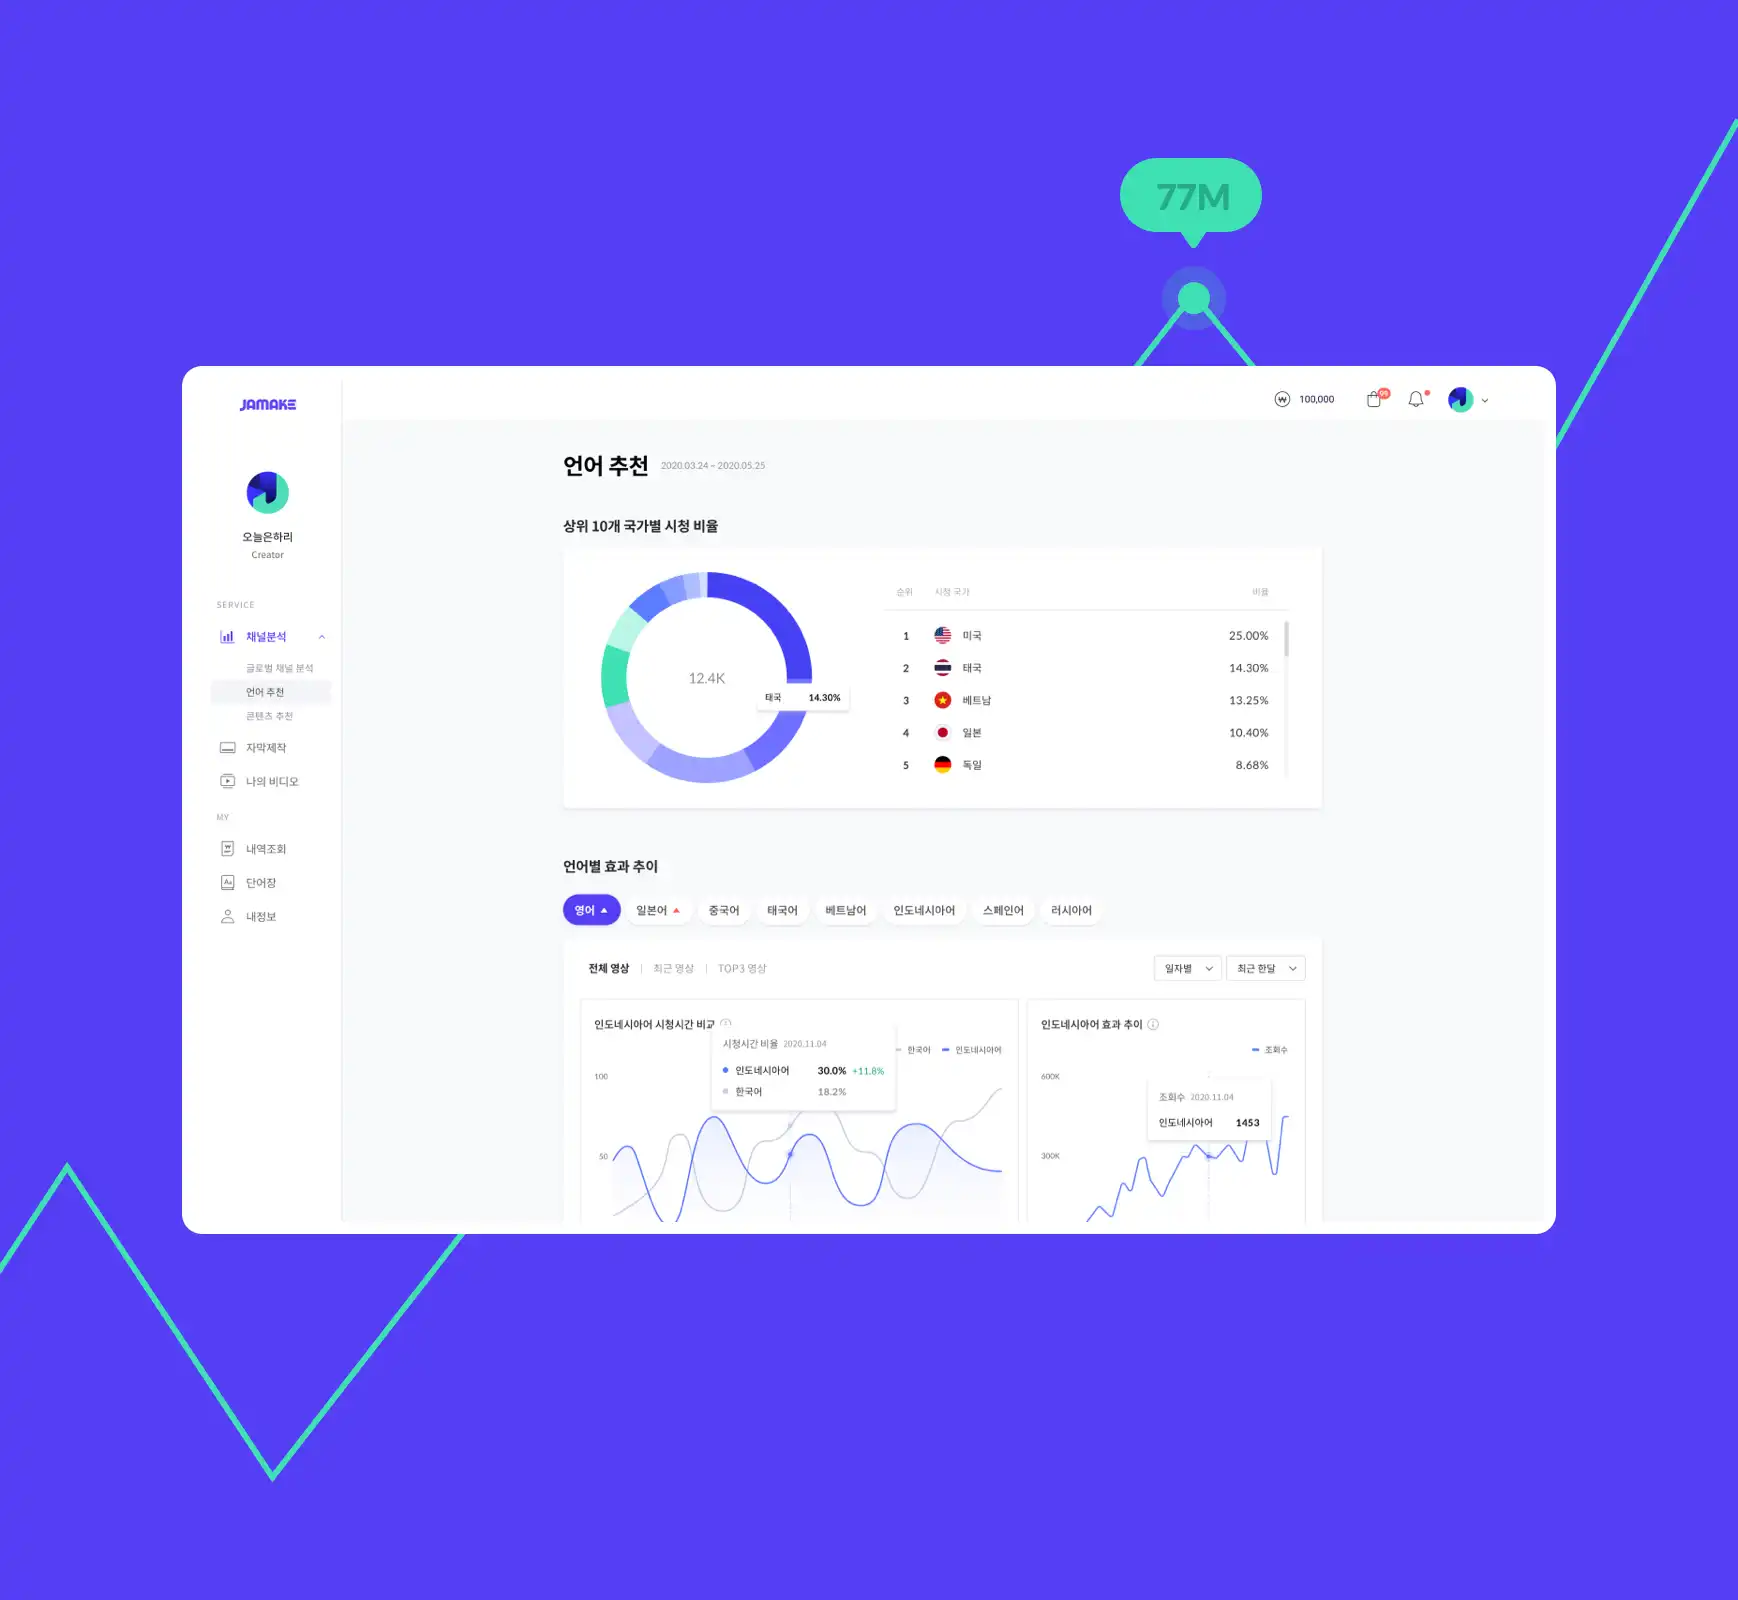 77M
JAMAKE
100,000
99
오늘은하리
Creator
SERVICE
채널분석
글로벌 채널 분석
언어 추천
콘텐츠 추천
자막제작
나의 비디오
MY
내역조회
단어장
내정보
언어 추천 2020.03.24 – 2020.05.25
상위 10개 국가별 시청 비율
12.4K
태국 14.30%
순위 시청 국가 비율
1 미국 25.00%
2 태국 14.30%
3 베트남 13.25%
4 일본 10.40%
5 독일 8.68%
언어별 효과 추이
영어 일본어 중국어 태국어 베트남어 인도네시아어 스페인어 러시아어
전체 영상 | 최근 영상 | TOP3 영상
일자별 최근 한달
인도네시아어 시청시간 비교
시청시간 비율 2020.11.04
인도네시아어 30.0% +11.8%
한국어 18.2%
한국어 인도네시아어
100
50
인도네시아어 효과 추이
조회수
600K
조회수 2020.11.04
인도네시아어 1453
300K